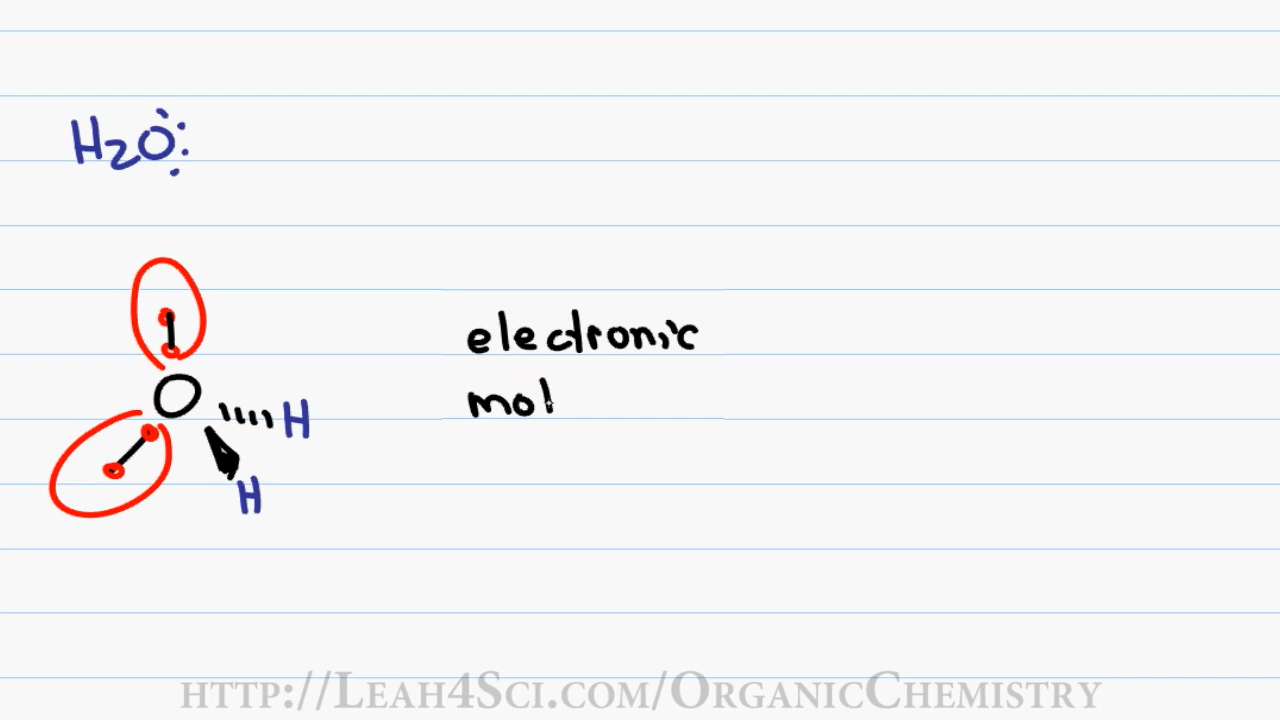 H2O:
electronic
mol
O
H
H
http://Leah4Sci.com/OrganicChemistry